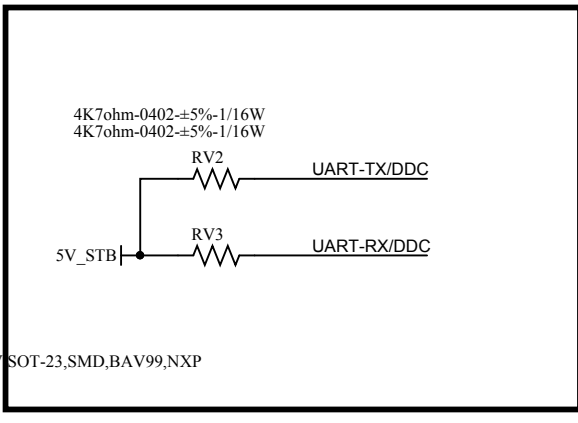 4K7ohm-0402-±5%-1/16W
4K7ohm-0402-±5%-1/16W
RV2
UART-TX/DDC
RV3
UART-RX/DDC
5V_STB
SOT-23,SMD,BAV99,NXP